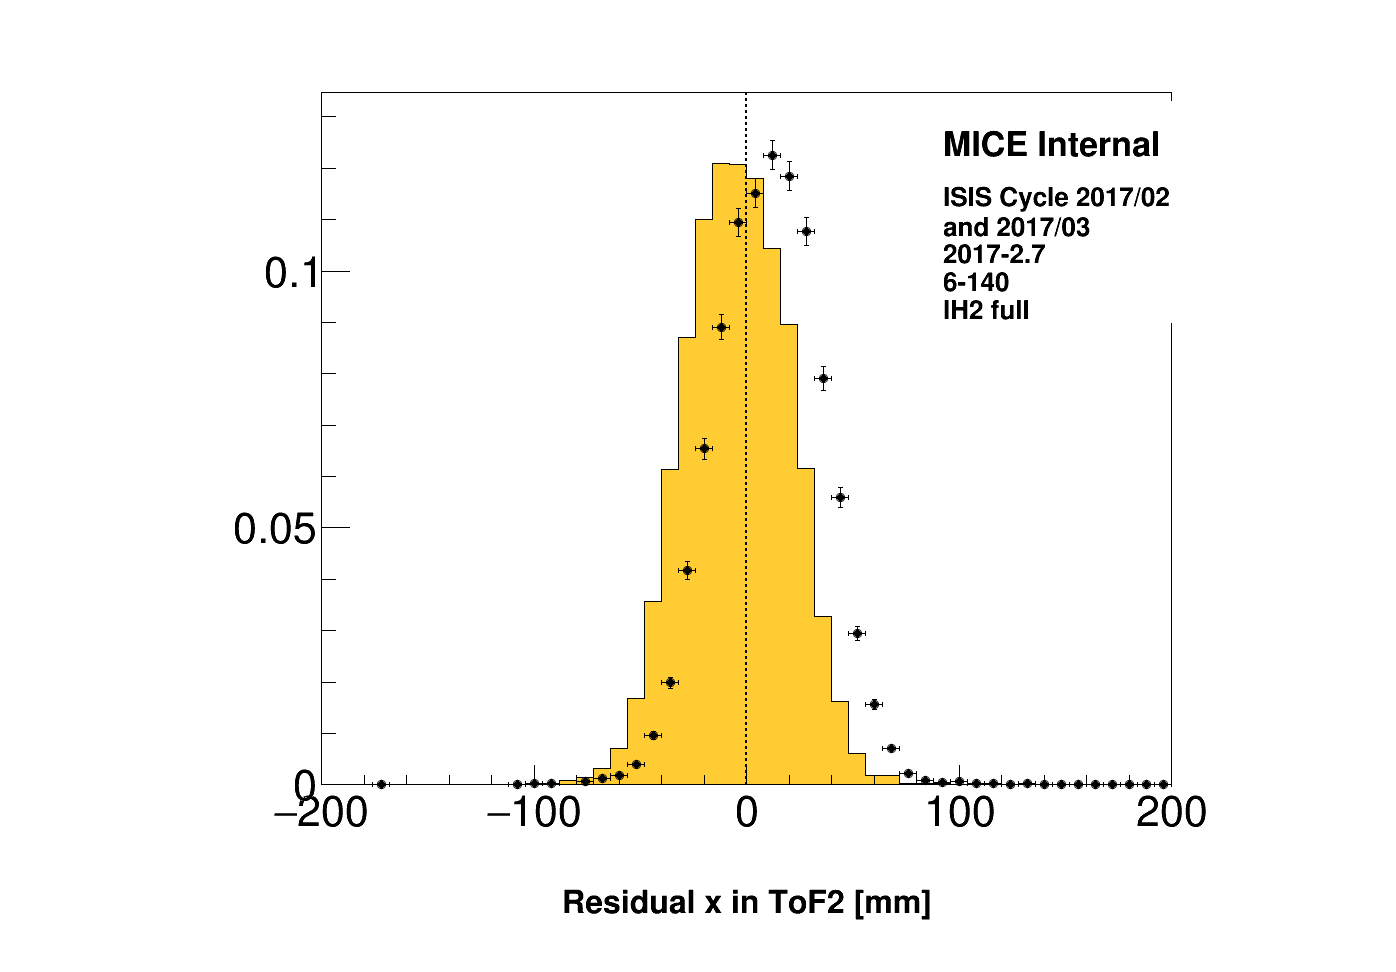 MICE Internal
ISIS Cycle 2017/02
and 2017/03
2017-2.7
6-140
IH2 full
0.1
0.05
0
−200 −100 0 100 200
Residual x in ToF2 [mm]